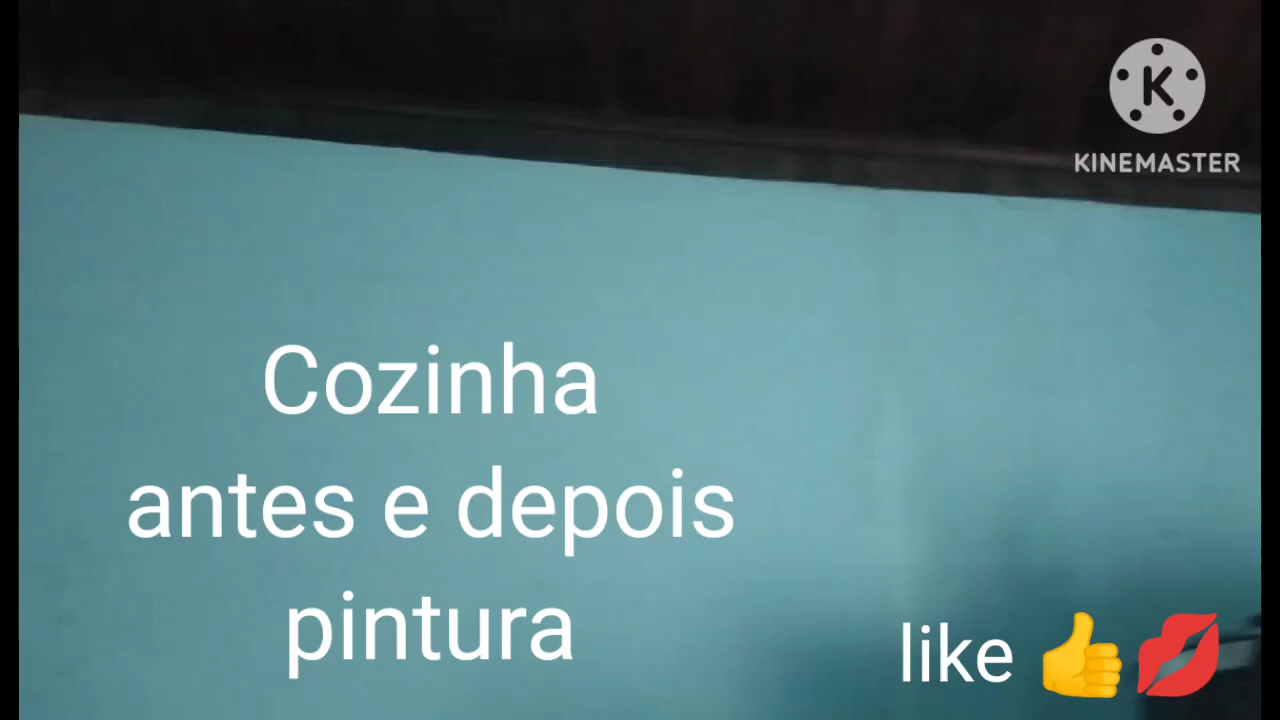 KINEMASTER
Cozinha
antes e depois
pintura
like 👍💋